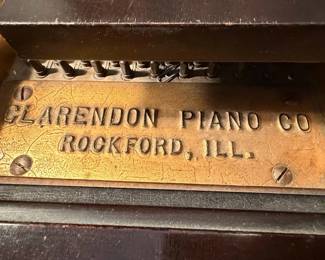 CLARENDON PIANO CO
ROCKFORD, ILL.